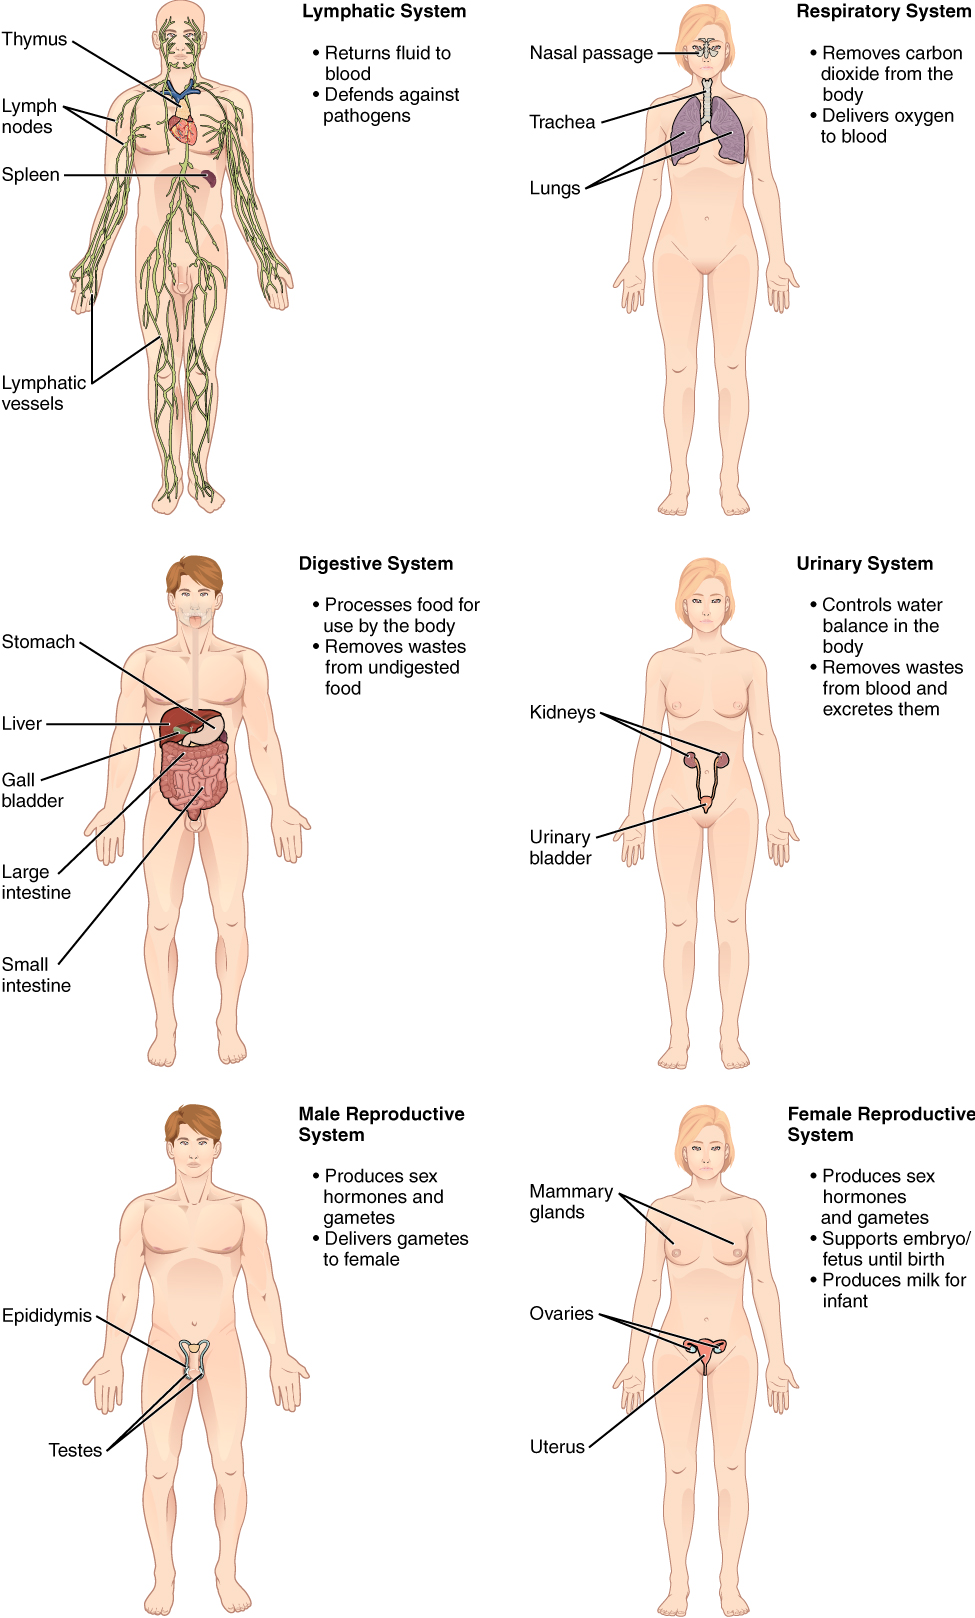 Lymphatic System
• Returns fluid to
blood
• Defends against
pathogens
Thymus
Lymph
nodes
Spleen
Lymphatic
vessels
Respiratory System
• Removes carbon
dioxide from the
body
• Delivers oxygen
to blood
Nasal passage
Trachea
Lungs
Digestive System
• Processes food for
use by the body
• Removes wastes
from undigested
food
Stomach
Liver
Gall
bladder
Large
intestine
Small
intestine
Urinary System
• Controls water
balance in the
body
• Removes wastes
from blood and
excretes them
Kidneys
Urinary
bladder
Male Reproductive
System
• Produces sex
hormones and
gametes
• Delivers gametes
to female
Epididymis
Testes
Female Reproductive
System
• Produces sex
hormones
and gametes
• Supports embryo/
fetus until birth
• Produces milk for
infant
Mammary
glands
Ovaries
Uterus